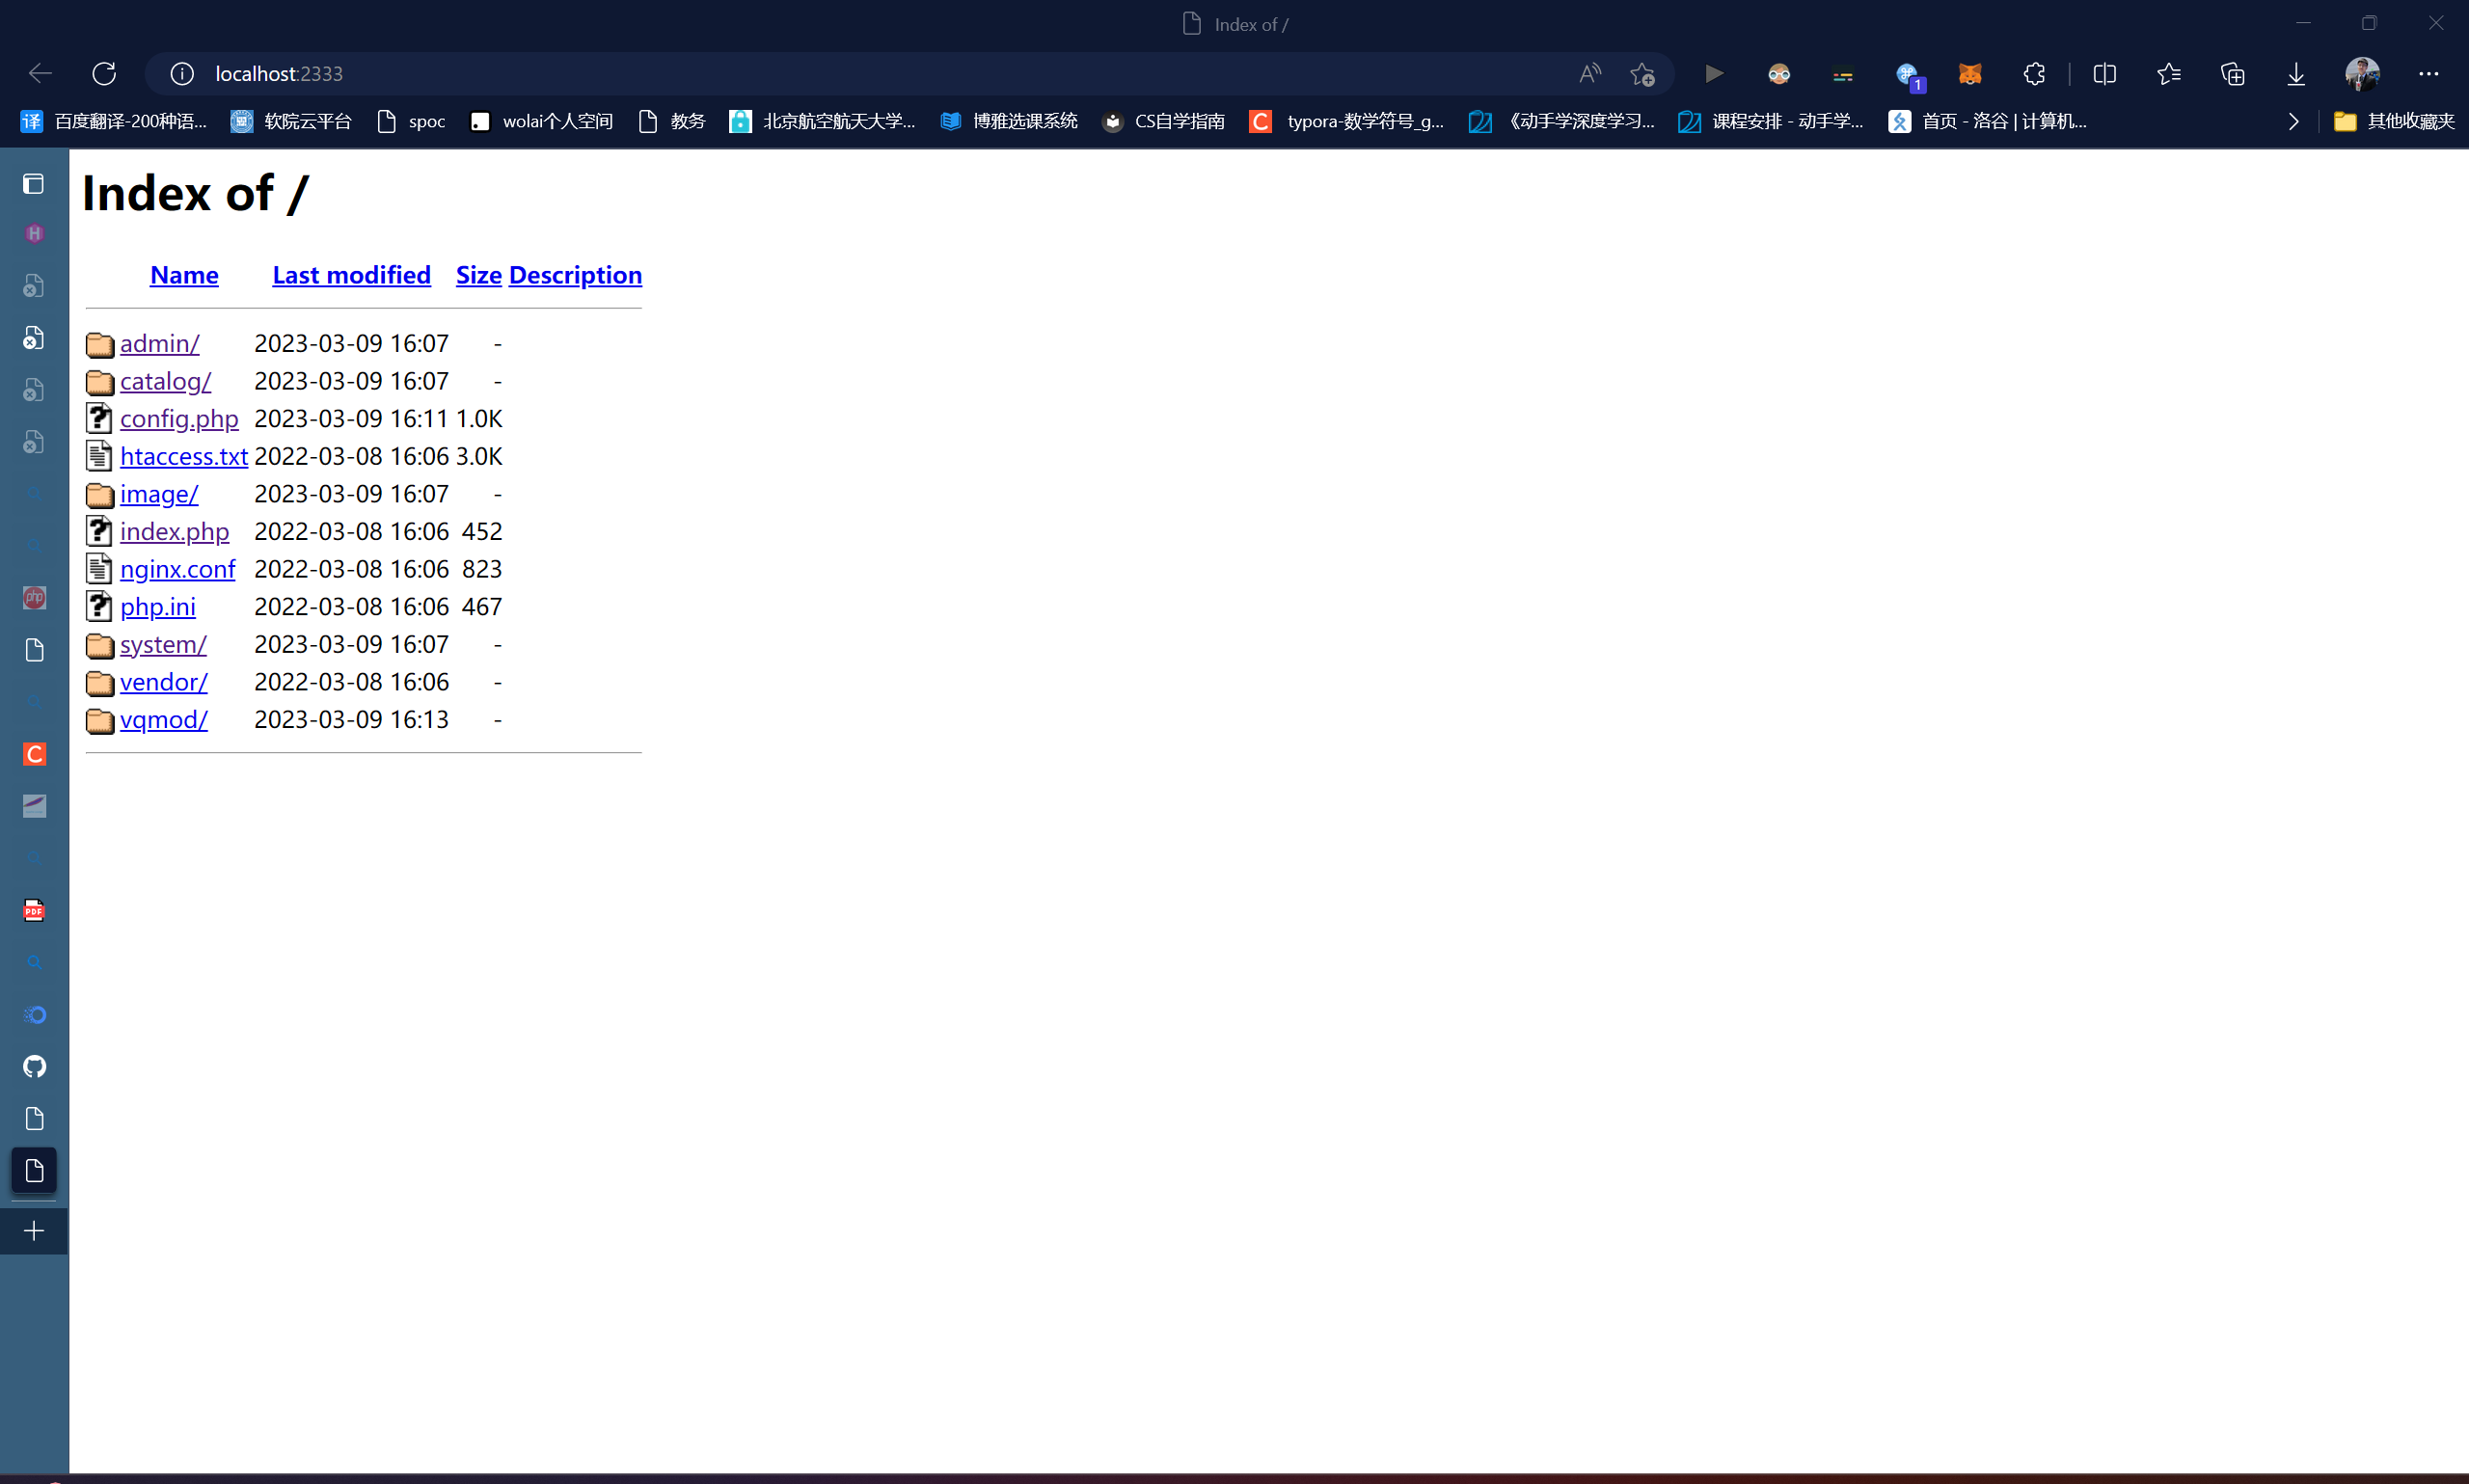 Index of /
localhost:2333
1
译 百度翻译-200种语... 软院云平台 spoc wolai个人空间 教务 北京航空航天大学... 博雅选课系统 CS自学指南 C typora-数学符号_g... 《动手学深度学习... 课程安排 - 动手学... 首页 - 洛谷 | 计算机... 其他收藏夹
Index of /
Name Last modified Size Description
admin/ 2023-03-09 16:07 -
catalog/ 2023-03-09 16:07 -
config.php 2023-03-09 16:11 1.0K
htaccess.txt 2022-03-08 16:06 3.0K
image/ 2023-03-09 16:07 -
index.php 2022-03-08 16:06 452
nginx.conf 2022-03-08 16:06 823
php.ini 2022-03-08 16:06 467
system/ 2023-03-09 16:07 -
vendor/ 2022-03-08 16:06 -
vqmod/ 2023-03-09 16:13 -
H
php
C
PDF